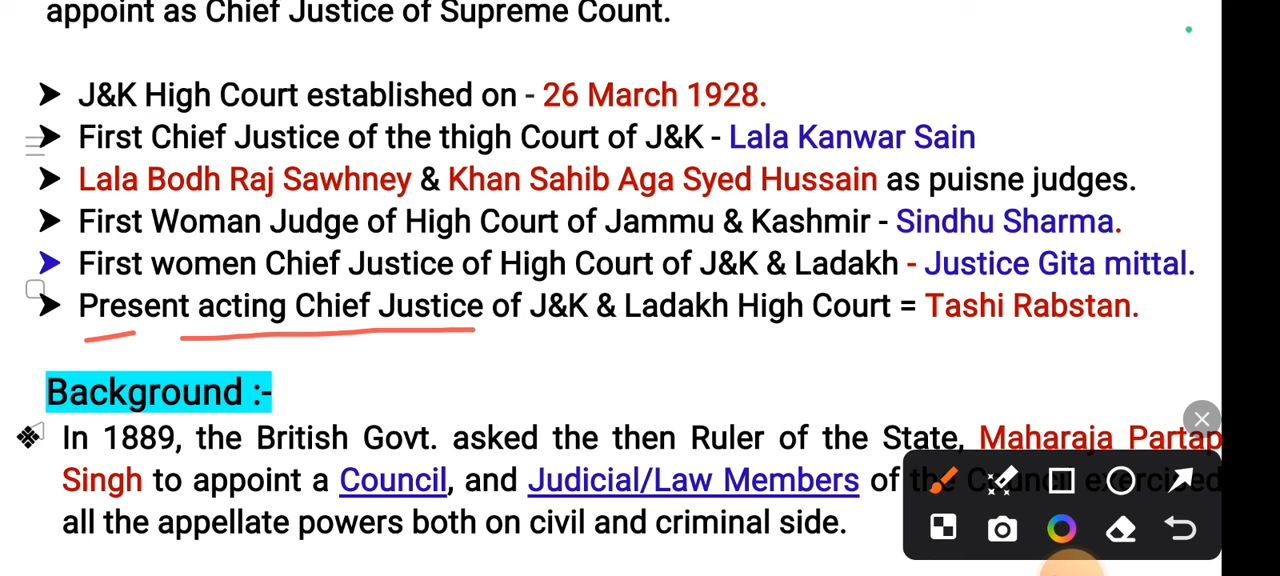 appoint as Chief Justice of Supreme Count.
➤ J&K High Court established on - 26 March 1928.
➤ First Chief Justice of the thigh Court of J&K - Lala Kanwar Sain
➤ Lala Bodh Raj Sawhney & Khan Sahib Aga Syed Hussain as puisne judges.
➤ First Woman Judge of High Court of Jammu & Kashmir - Sindhu Sharma.
➤ First women Chief Justice of High Court of J&K & Ladakh - Justice Gita mittal.
➤ Present acting Chief Justice of J&K & Ladakh High Court = Tashi Rabstan.
Background :-
❖ In 1889, the British Govt. asked the then Ruler of the State, Maharaja Partap
Singh to appoint a Council, and Judicial/Law Members of the Council exercised
all the appellate powers both on civil and criminal side.